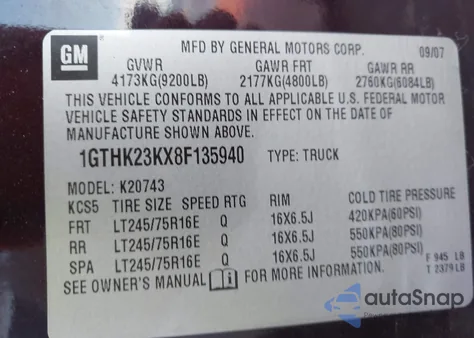 GM
MFD BY GENERAL MOTORS CORP. 09/07
GVWR GAWR FRT GAWR RR
4173KG(9200LB) 2177KG(4800LB) 2760KG(6084LB)
THIS VEHICLE CONFORMS TO ALL APPLICABLE U.S. FEDERAL MOTOR
VEHICLE SAFETY STANDARDS IN EFFECT ON THE DATE OF
MANUFACTURE SHOWN ABOVE.
1GTHK23KX8F135940 TYPE: TRUCK
MODEL: K20743
KCS5 TIRE SIZE SPEED RTG RIM COLD TIRE PRESSURE
FRT LT245/75R16E Q 16X6.5J 420KPA(60PSI)
RR LT245/75R16E Q 16X6.5J 550KPA(80PSI)
SPA LT245/75R16E Q 16X6.5J 550KPA(80PSI)
SEE OWNER'S MANUAL i FOR MORE INFORMATION.
F 945 LB
T 2379LB
autoSnap